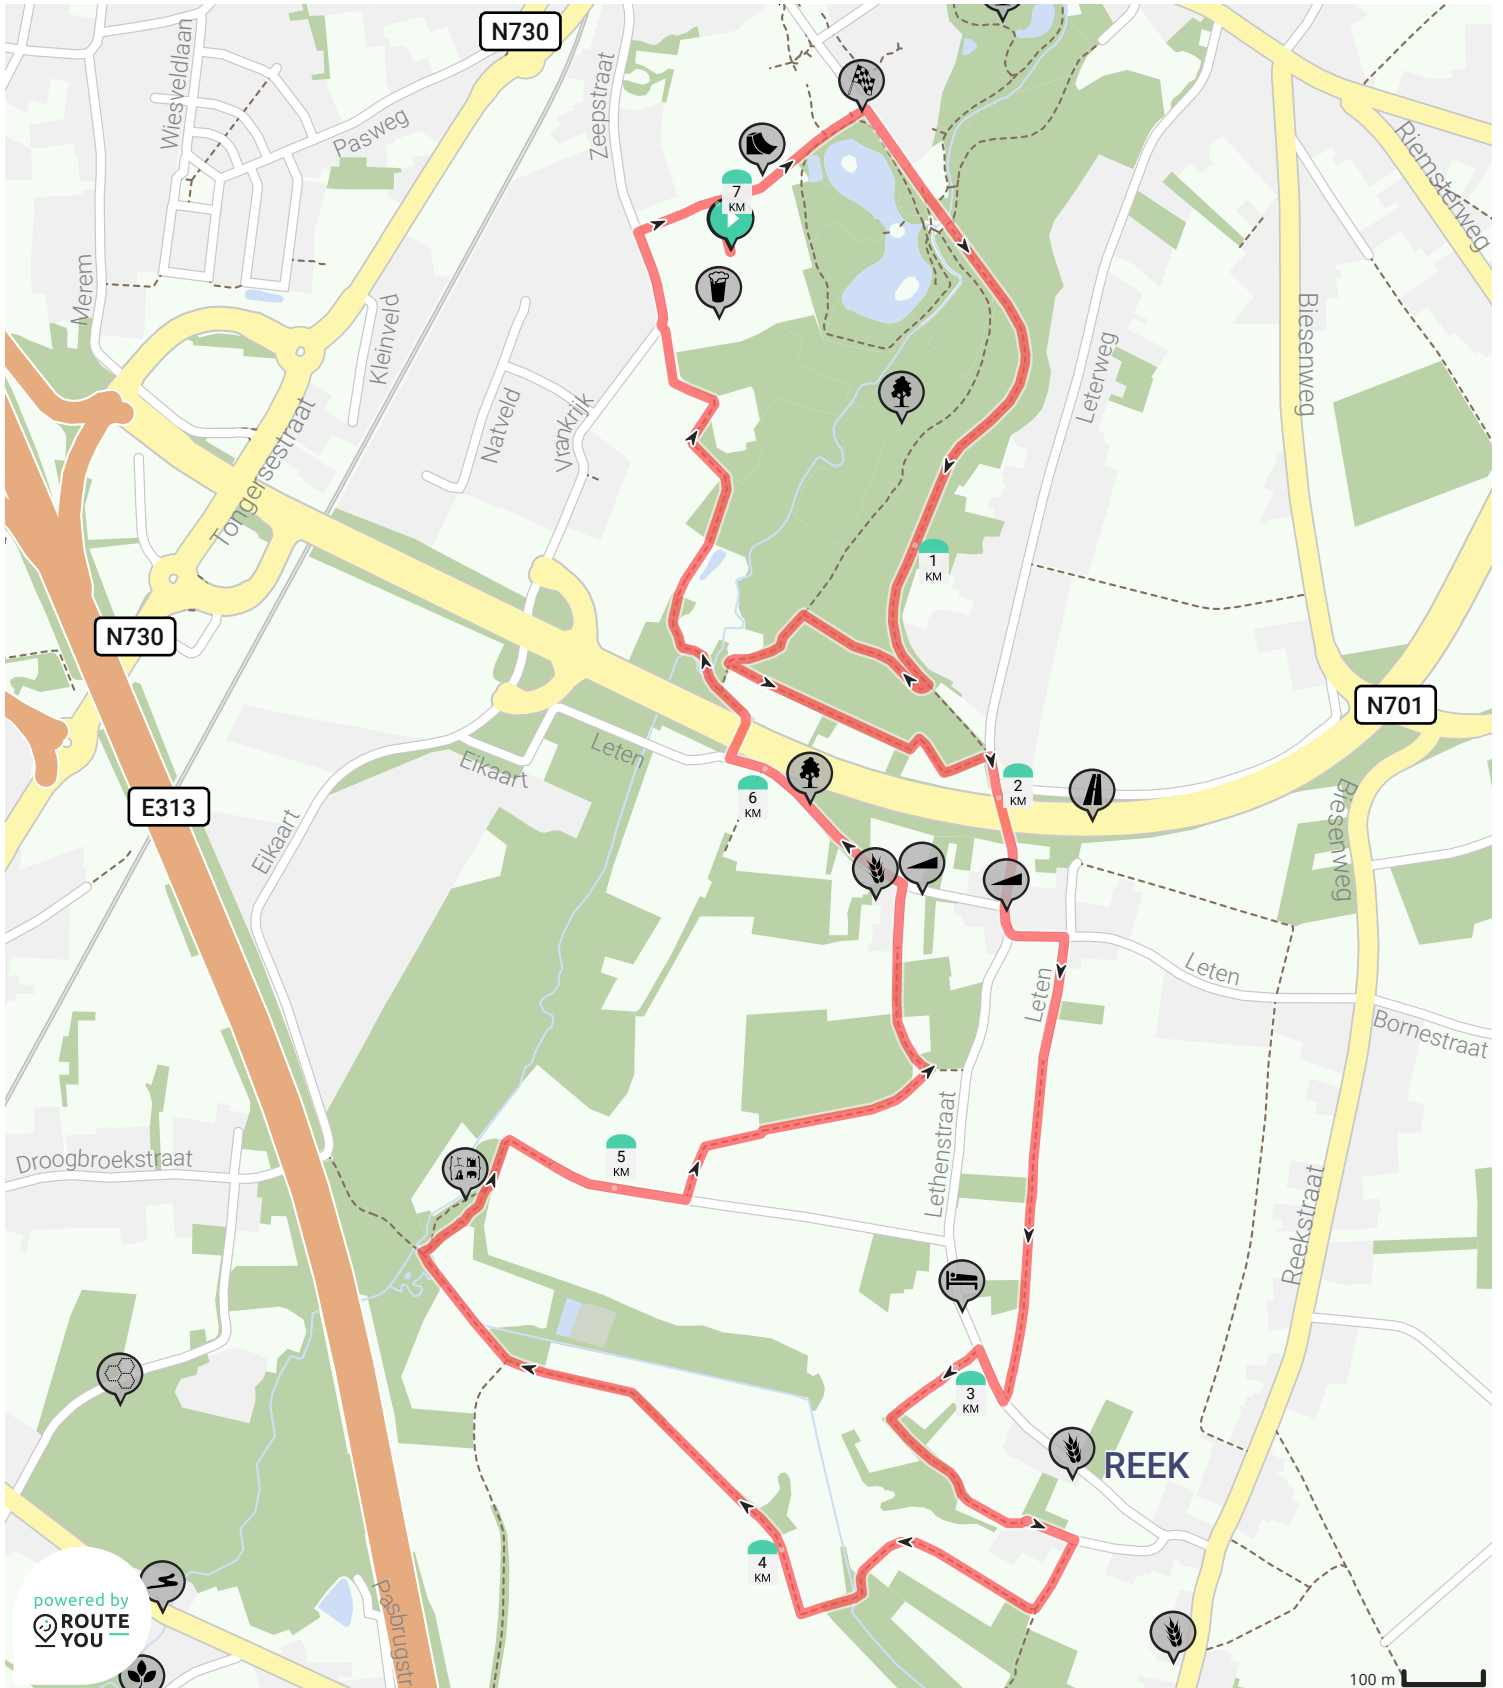 N730
Wiesveldlaan
Zeepstraat
Pasweg
Riemsterweg
7
KM
Merem
Kleinveld
Biesenweg
Leterweg
Natveld
Vrankrijk
Tongersestraat
1
KM
N730
N701
Leten
Eikaart
2
KM
6
KM
E313
Eikaart
Biesenweg
Leten
Leten
Bornestraat
Lethenstraat
Droogbroekstraat
5
KM
Reekstraat
3
KM
REEK
4
KM
Pasbrugstr
powered by
ROUTE
YOU
100 m